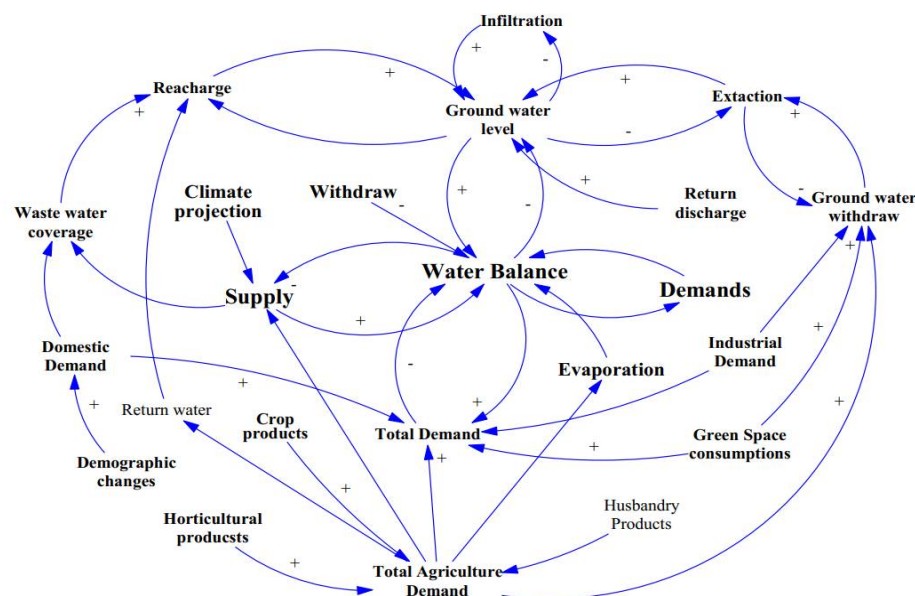 Infiltration
+
-
Reacharge
+
+
Extaction
+
Ground water
level
-
+
Climate
projection
Withdraw
-
+
-
+
Return
discharge
-
Ground water
withdraw
+
Waste water
coverage
Water Balance
-
Supply
+
Demands
Domestic
Demand
+
-
Evaporation
Industrial
Demand
+
+
Return water
Crop
products
+
Total Demand
+
+
+
Green Space
consumptions
Demographic
changes
+
Horticultural
producsts
+
Husbandry
Products
Total Agriculture
Demand